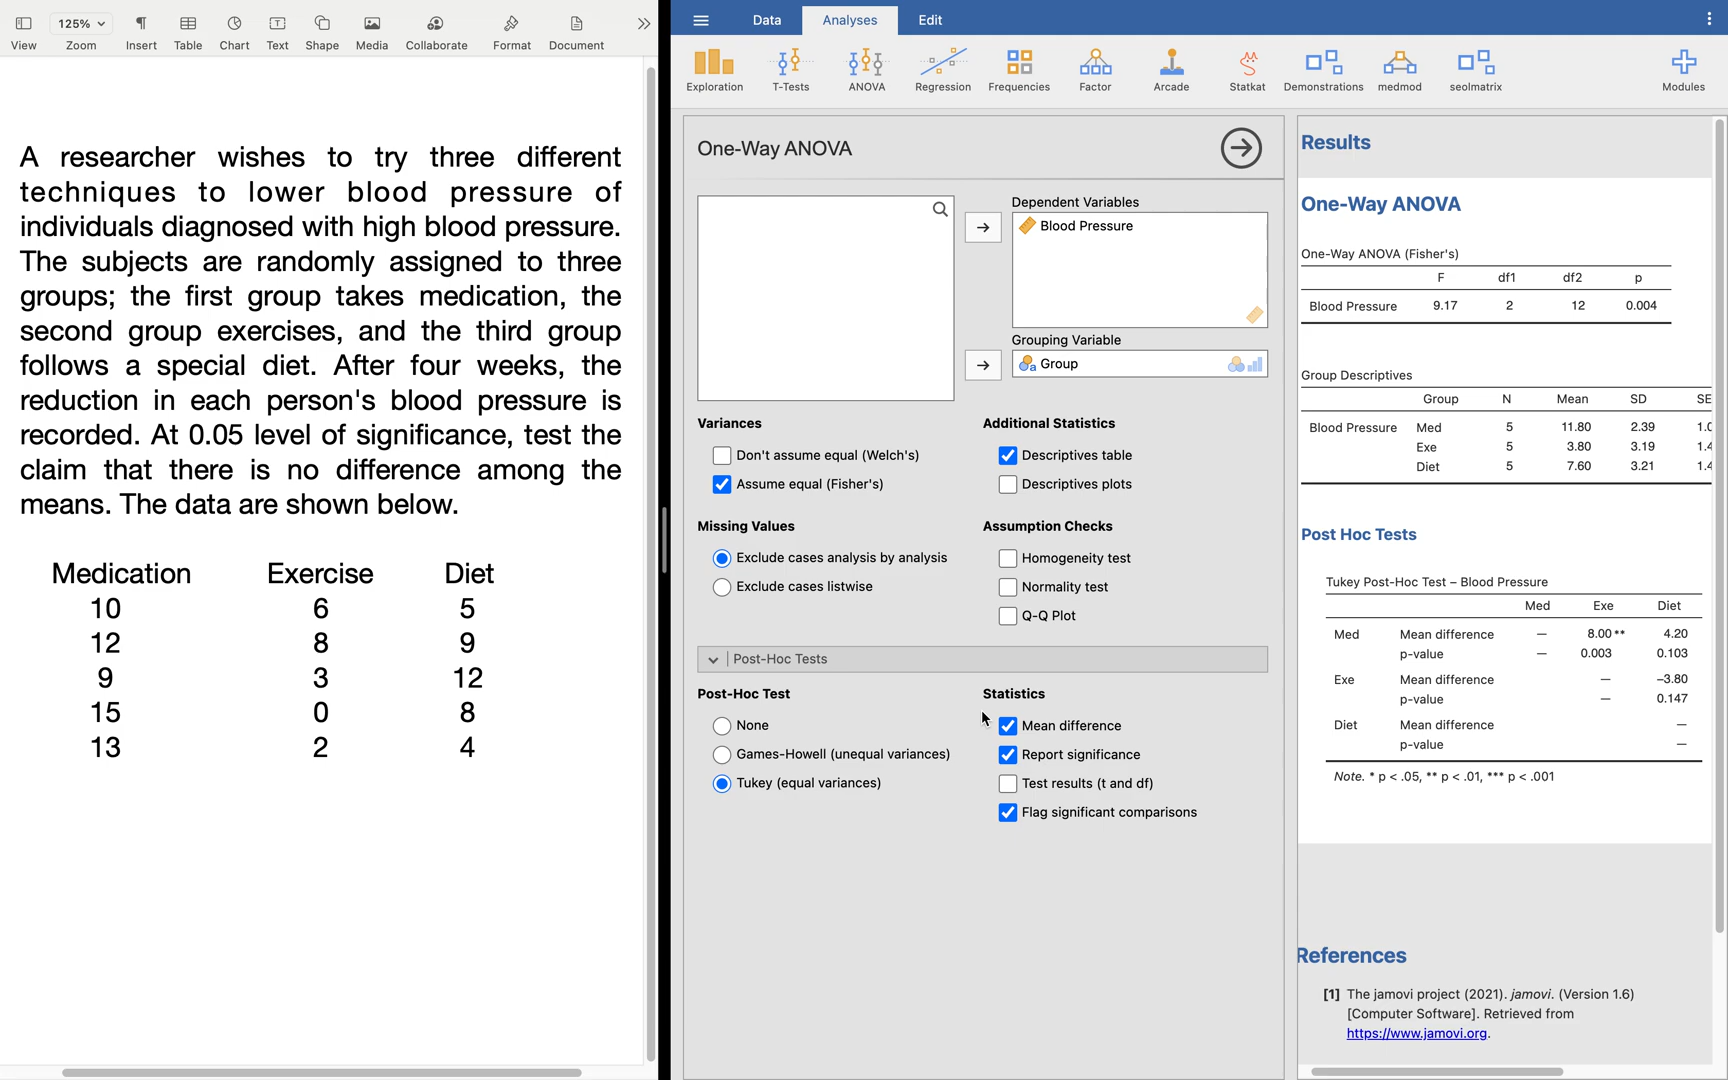 125%
View Zoom Insert Table Chart Text Shape Media Collaborate Format Document
A researcher wishes to try three different
techniques to lower blood pressure of
individuals diagnosed with high blood pressure.
The subjects are randomly assigned to three
groups; the first group takes medication, the
second group exercises, and the third group
follows a special diet. After four weeks, the
reduction in each person's blood pressure is
recorded. At 0.05 level of significance, test the
claim that there is no difference among the
means. The data are shown below.
Medication Exercise Diet
10 6 5
12 8 9
9 3 12
15 0 8
13 2 4
Data Analyses Edit
Exploration T-Tests ANOVA Regression Frequencies Factor Arcade Statkat Demonstrations medmod seolmatrix Modules
One-Way ANOVA
Dependent Variables
Blood Pressure
Grouping Variable
Group
Variances
Don't assume equal (Welch's)
Assume equal (Fisher's)
Additional Statistics
Descriptives table
Descriptives plots
Missing Values
Exclude cases analysis by analysis
Exclude cases listwise
Assumption Checks
Homogeneity test
Normality test
Q-Q Plot
Post-Hoc Tests
Post-Hoc Test
None
Games-Howell (unequal variances)
Tukey (equal variances)
Statistics
Mean difference
Report significance
Test results (t and df)
Flag significant comparisons
Results
One-Way ANOVA
One-Way ANOVA (Fisher's)
F df1 df2 p
Blood Pressure 9.17 2 12 0.004
Group Descriptives
Group N Mean SD SE
Blood Pressure Med 5 11.80 2.39 1.0
Exe 5 3.80 3.19 1.4
Diet 5 7.60 3.21 1.4
Post Hoc Tests
Tukey Post-Hoc Test – Blood Pressure
Med Exe Diet
Med Mean difference — 8.00 ** 4.20
p-value — 0.003 0.103
Exe Mean difference — –3.80
p-value — 0.147
Diet Mean difference —
p-value —
Note. * p < .05, ** p < .01, *** p < .001
References
[1] The jamovi project (2021). jamovi. (Version 1.6)
[Computer Software]. Retrieved from
https://www.jamovi.org.